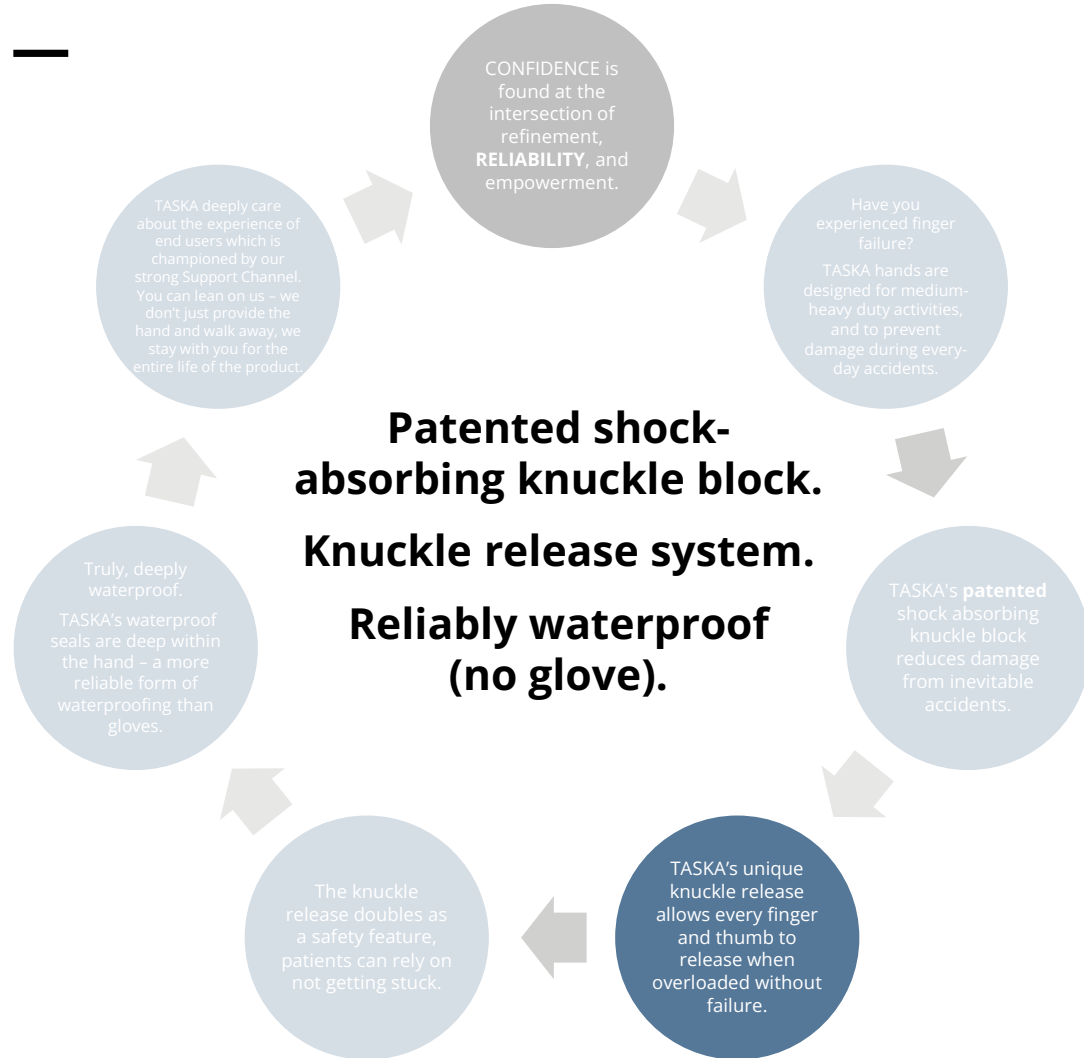 CONFIDENCE is
found at the
intersection of
refinement,
RELIABILITY, and
empowerment.
Have you
experienced finger
failure?
TASKA hands are
designed for medium-
heavy duty activities,
and to prevent
damage during every-
day accidents.
TASKA's patented
shock absorbing
knuckle block
reduces damage
from inevitable
accidents.
TASKA’s unique
knuckle release
allows every finger
and thumb to
release when
overloaded without
failure.
The knuckle
release doubles as
a safety feature,
patients can rely on
not getting stuck.
Truly, deeply
waterproof.
TASKA’s waterproof
seals are deep within
the hand – a more
reliable form of
waterproofing than
gloves.
TASKA deeply care
about the experience of
end users which is
championed by our
strong Support Channel.
You can lean on us – we
don’t just provide the
hand and walk away, we
stay with you for the
entire life of the product.
Patented shock-
absorbing knuckle block.
Knuckle release system.
Reliably waterproof
(no glove).